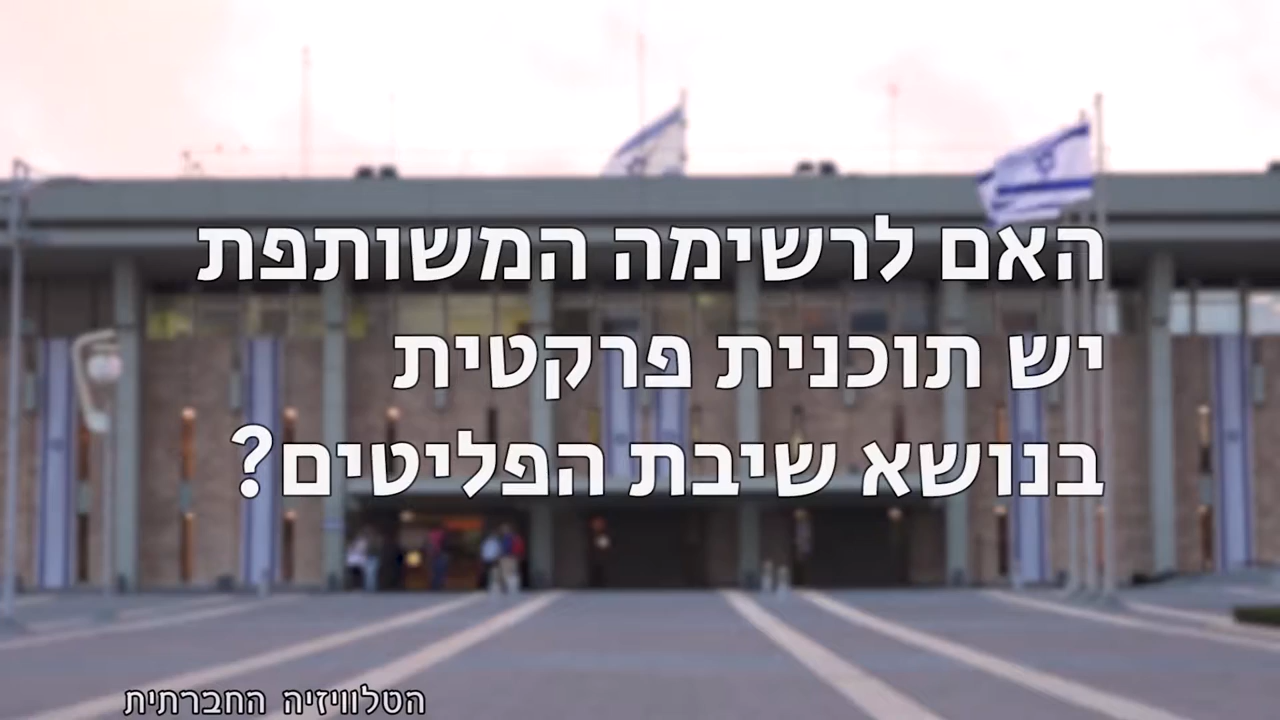 האם לרשימה המשותפת
יש תוכנית פרקטית
בנושא שיבת הפליטים?
הטלוויזיה החברתית